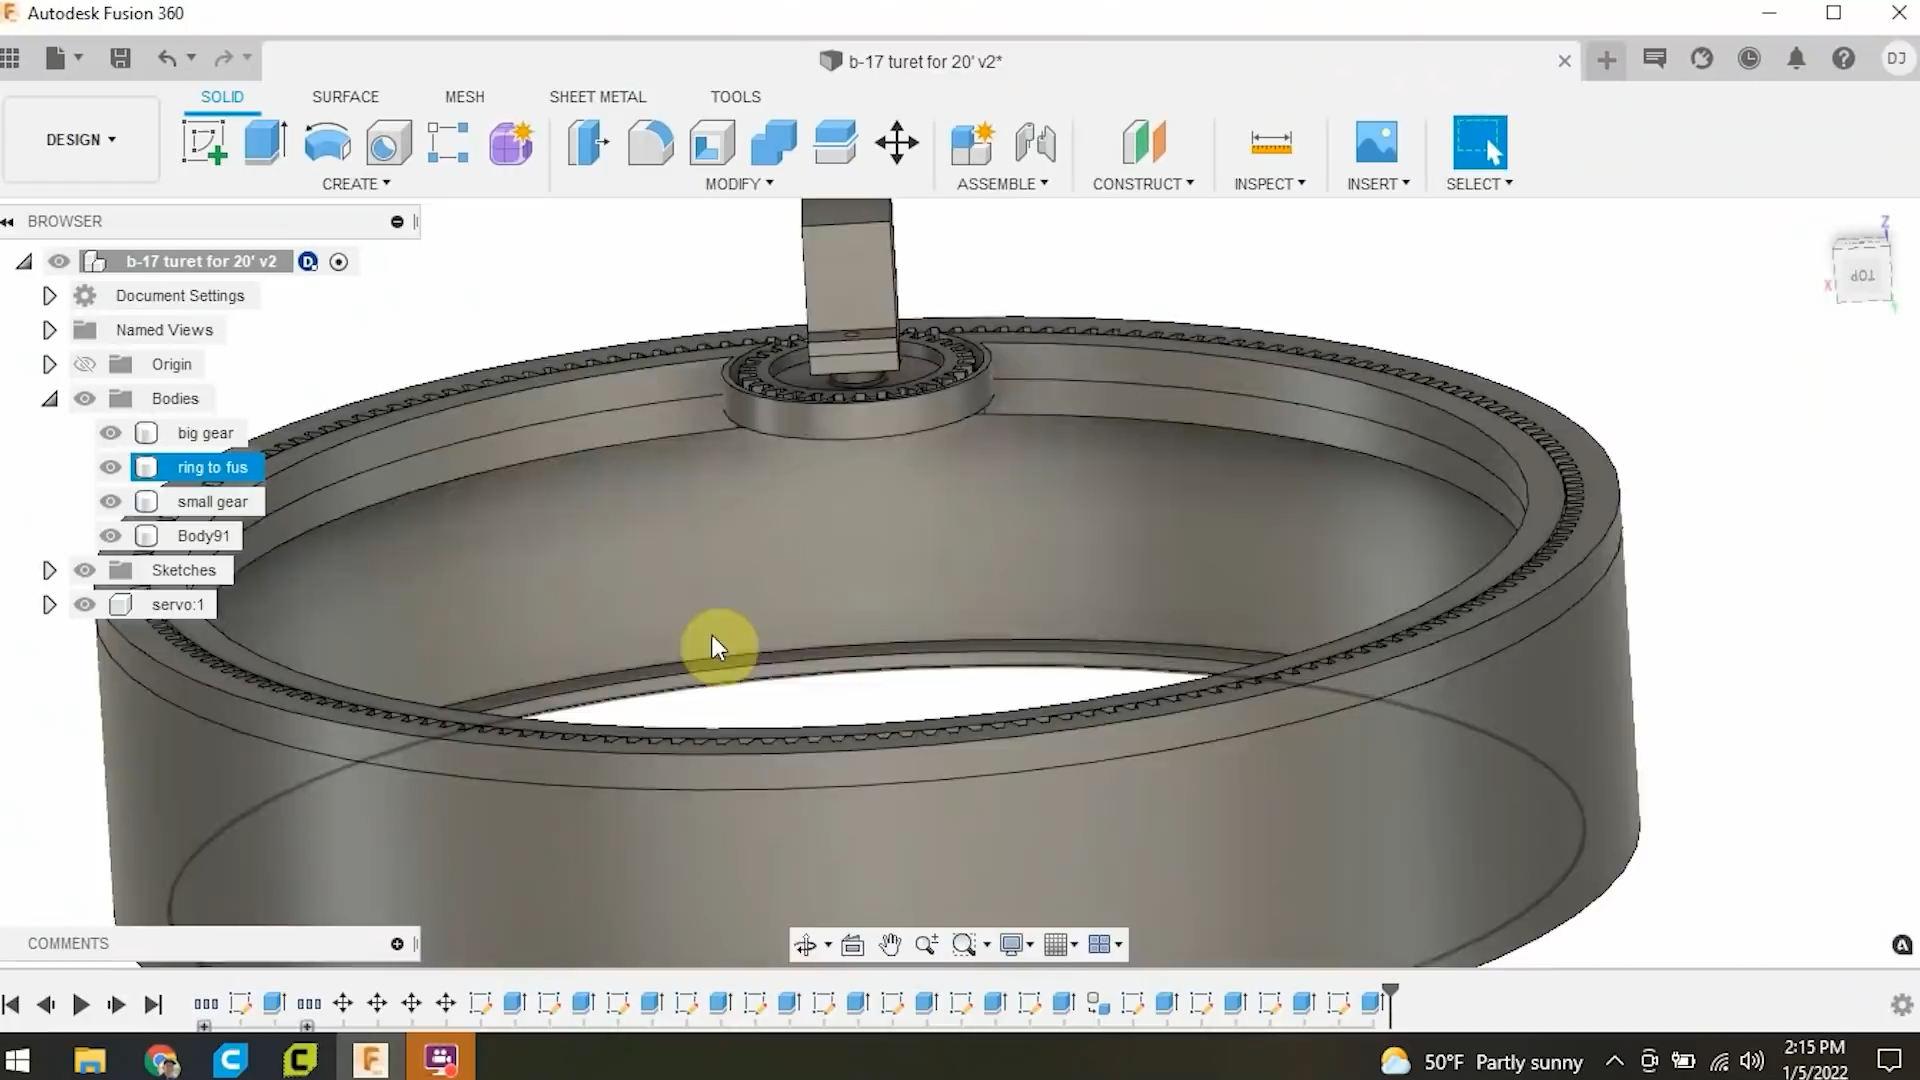 Autodesk Fusion 360
b-17 turet for 20' v2*
DJ
SOLID
SURFACE
MESH
SHEET METAL
TOOLS
DESIGN
CREATE
MODIFY
ASSEMBLE
CONSTRUCT
INSPECT
INSERT
SELECT
BROWSER
b-17 turet for 20' v2
Document Settings
Named Views
Origin
Bodies
big gear
ring to fus
small gear
Body91
Sketches
servo:1
Z
X
TOP
COMMENTS
50°F Partly sunny
2:15 PM
1/5/2022